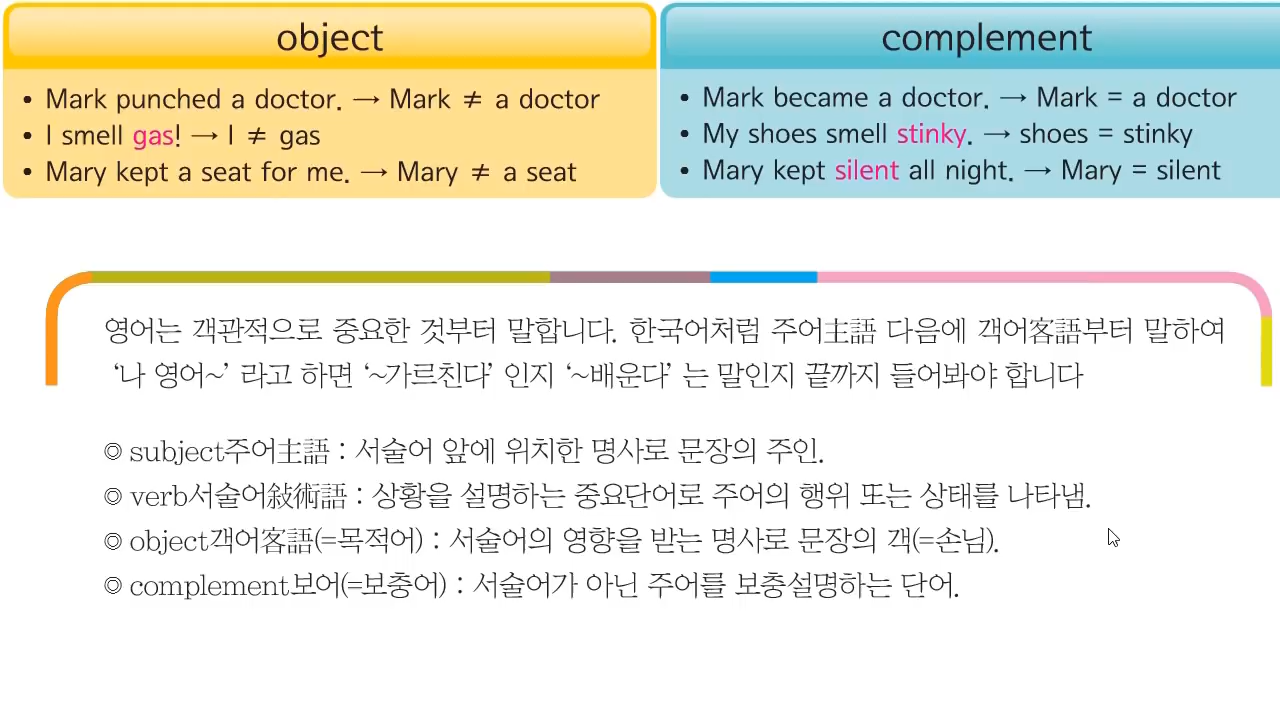 object
• Mark punched a doctor. → Mark ≠ a doctor
• I smell gas! → I ≠ gas
• Mary kept a seat for me. → Mary ≠ a seat
complement
• Mark became a doctor. → Mark = a doctor
• My shoes smell stinky. → shoes = stinky
• Mary kept silent all night. → Mary = silent
영어는 객관적으로 중요한 것부터 말합니다. 한국어처럼 주어主語 다음에 객어客語부터 말하여
‘나 영어~’ 라고 하면 ‘~가르친다’ 인지 ‘~배운다’ 는 말인지 끝까지 들어봐야 합니다
◎ subject주어主語 : 서술어 앞에 위치한 명사로 문장의 주인.
◎ verb서술어敍術語 : 상황을 설명하는 중요단어로 주어의 행위 또는 상태를 나타냄.
◎ object객어客語(=목적어) : 서술어의 영향을 받는 명사로 문장의 객(=손님).
◎ complement보어(=보충어) : 서술어가 아닌 주어를 보충설명하는 단어.